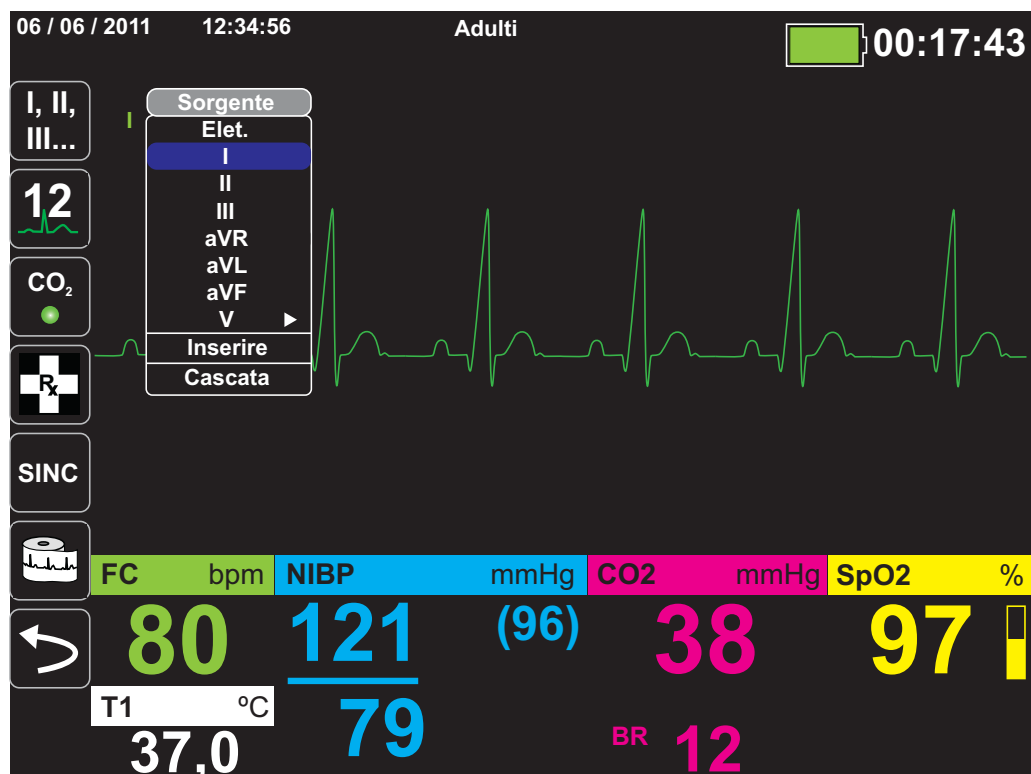 06 / 06 / 2011 12:34:56 Adulti 00:17:43
I, II,
III...
I
Sorgente
Elet.
I
II
III
aVR
aVL
aVF
V
Inserire
Cascata
12
CO2
Rx
SINC
FC bpm NIBP mmHg CO2 mmHg SpO2 %
80 121 (96) 38 97
T1 ºC
37,0 79 BR 12